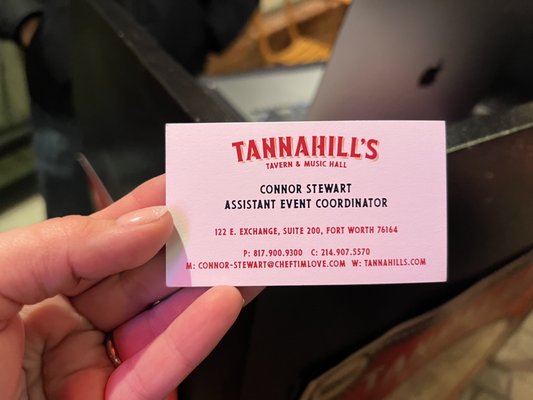 TANNAHILL'S
TAVERN & MUSIC HALL
CONNOR STEWART
ASSISTANT EVENT COORDINATOR
122 E. EXCHANGE, SUITE 200, FORT WORTH 76164
P: 817.900.9300 C: 214.907.5570
M: CONNOR-STEWART@CHEFTIMLOVE.COM W: TANNAHILLS.COM